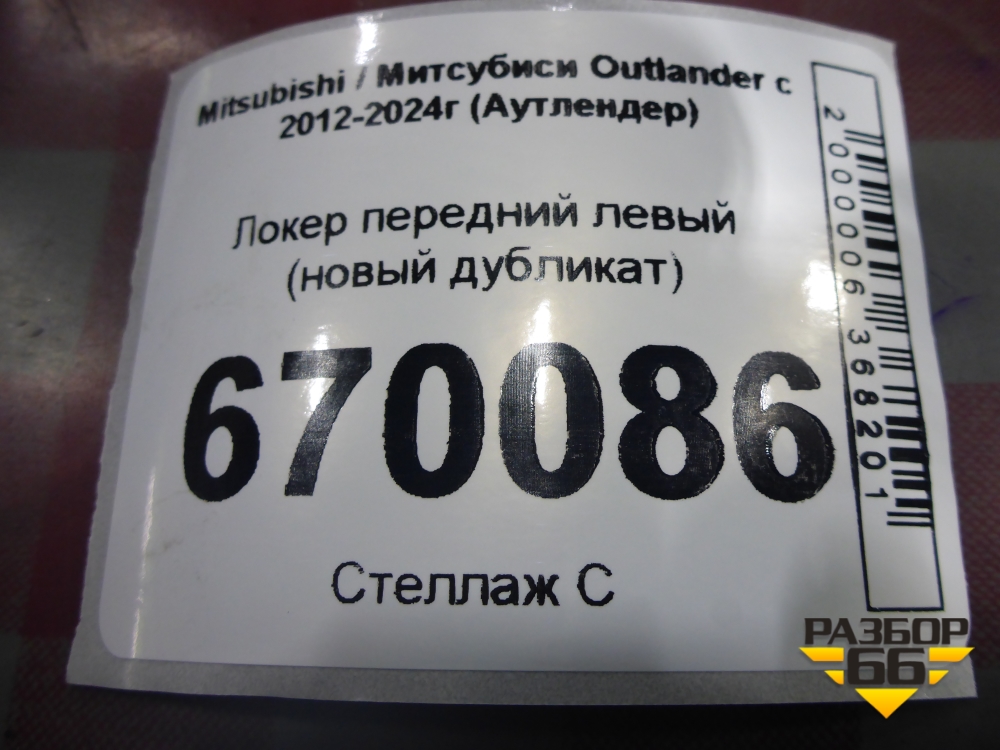 Mitsubishi / Митсубиси Outlander с
2012-2024г (Аутлендер)
Локер передний левый
(новый дубликат)
670086
Стеллаж С
2000006368201
РАЗБОР
66